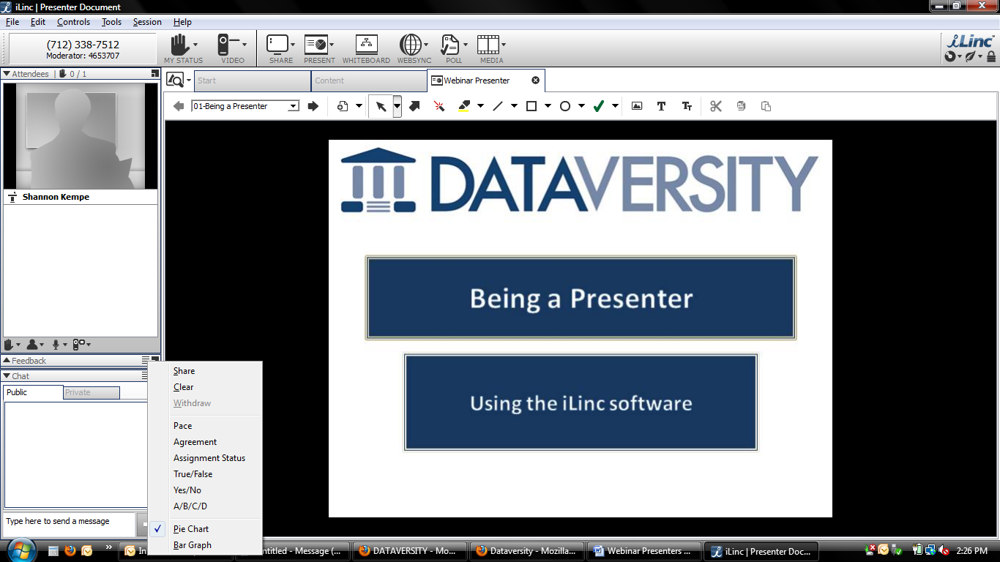 iLinc | Presenter Document
File Edit Controls Tools Session Help
(712) 338-7512
Moderator: 4653707
MY STATUS VIDEO SHARE PRESENT WHITEBOARD WEBSYNC POLL MEDIA
iLinc
Attendees | 0 / 1
Start Content Webinar Presenter
01-Being a Presenter
T TT
DATAVERSITY
Shannon Kempe
Being a Presenter
Using the iLinc software
Feedback
Chat
Public Private
Type here to send a message
Share
Clear
Withdraw
Pace
Agreement
Assignment Status
True/False
Yes/No
A/B/C/D
Pie Chart
Bar Graph
In
ntitled - Message (... DATAVERSITY - Mo... Dataversity - Mozilla... Webinar Presenters ... iLinc | Presenter Doc... 2:26 PM